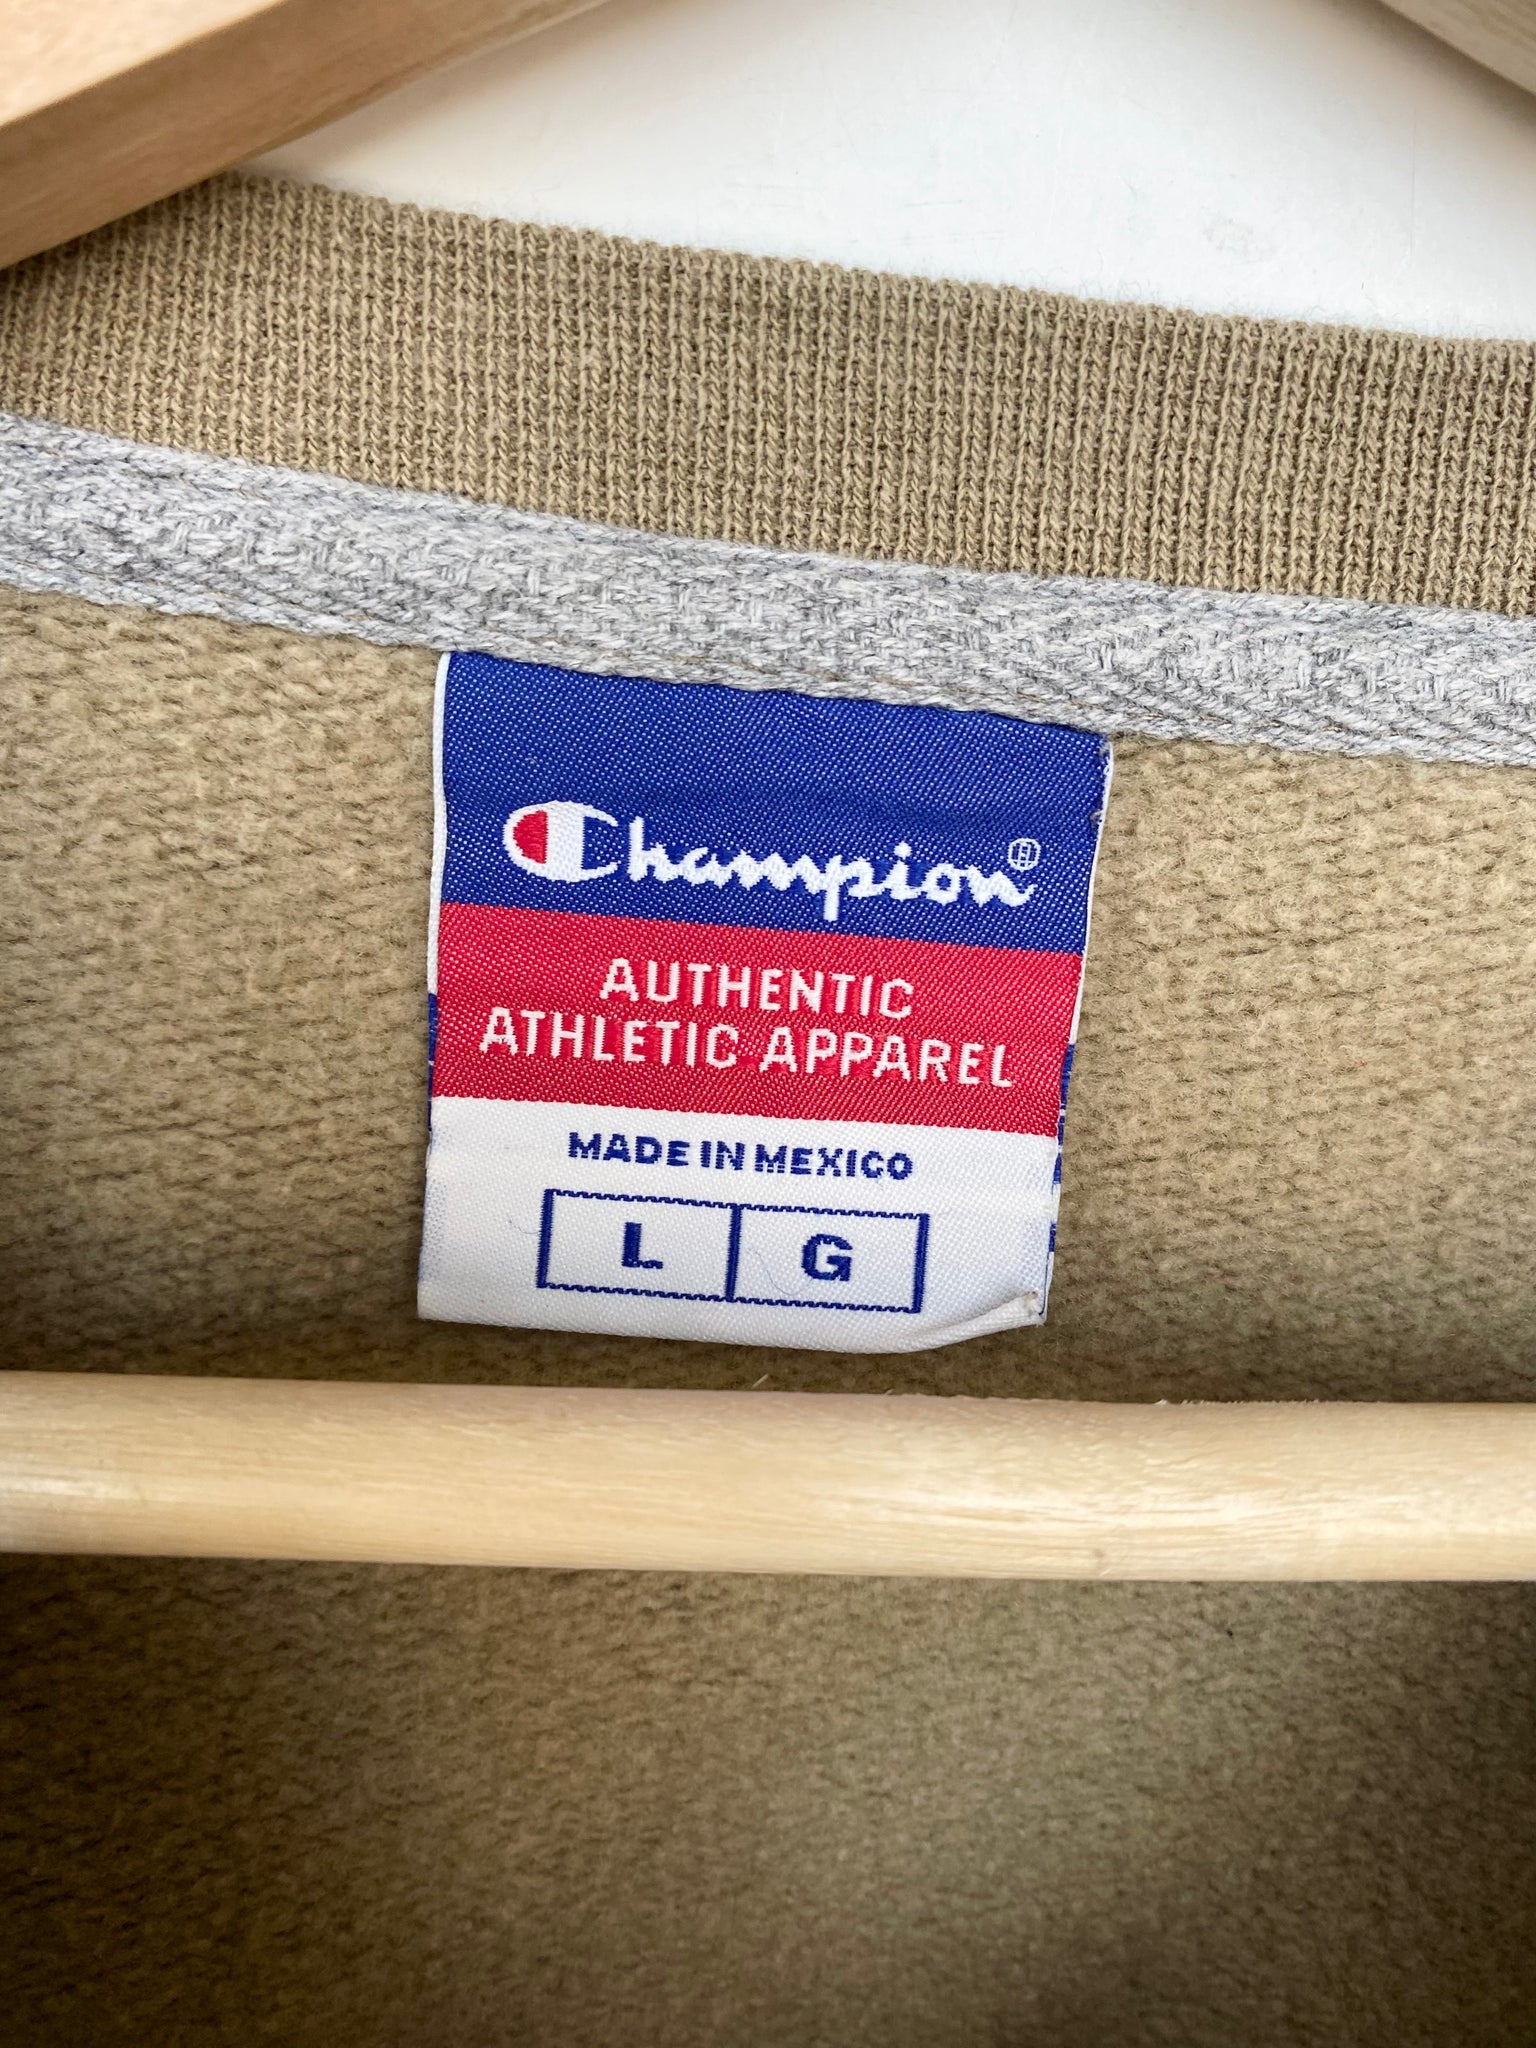 Champion®
AUTHENTIC
ATHLETIC APPAREL
MADE IN MEXICO
L G